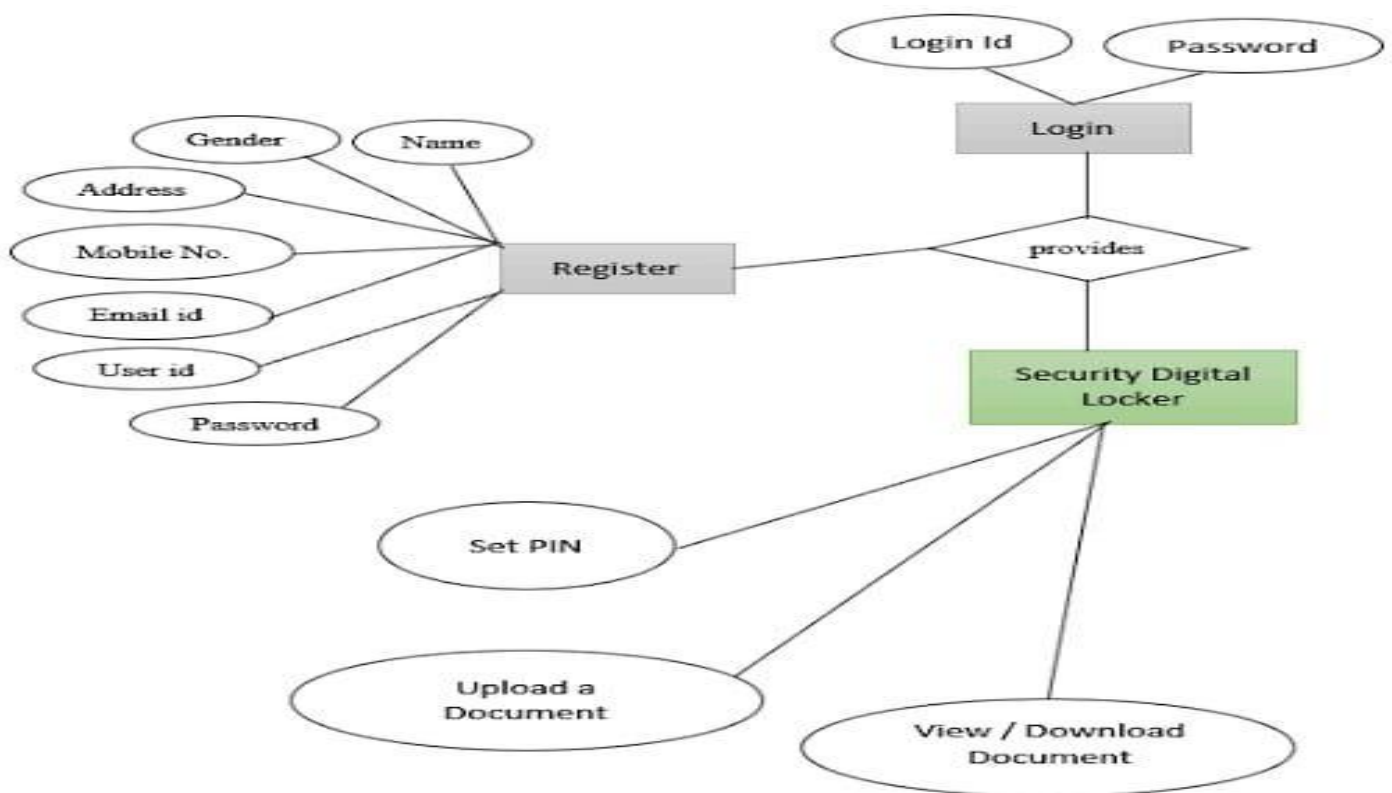 Login Id
Password
Login
Gender
Name
Address
Mobile No.
Email id
User id
Password
Register
provides
Security Digital
Locker
Set PIN
Upload a
Document
View / Download
Document